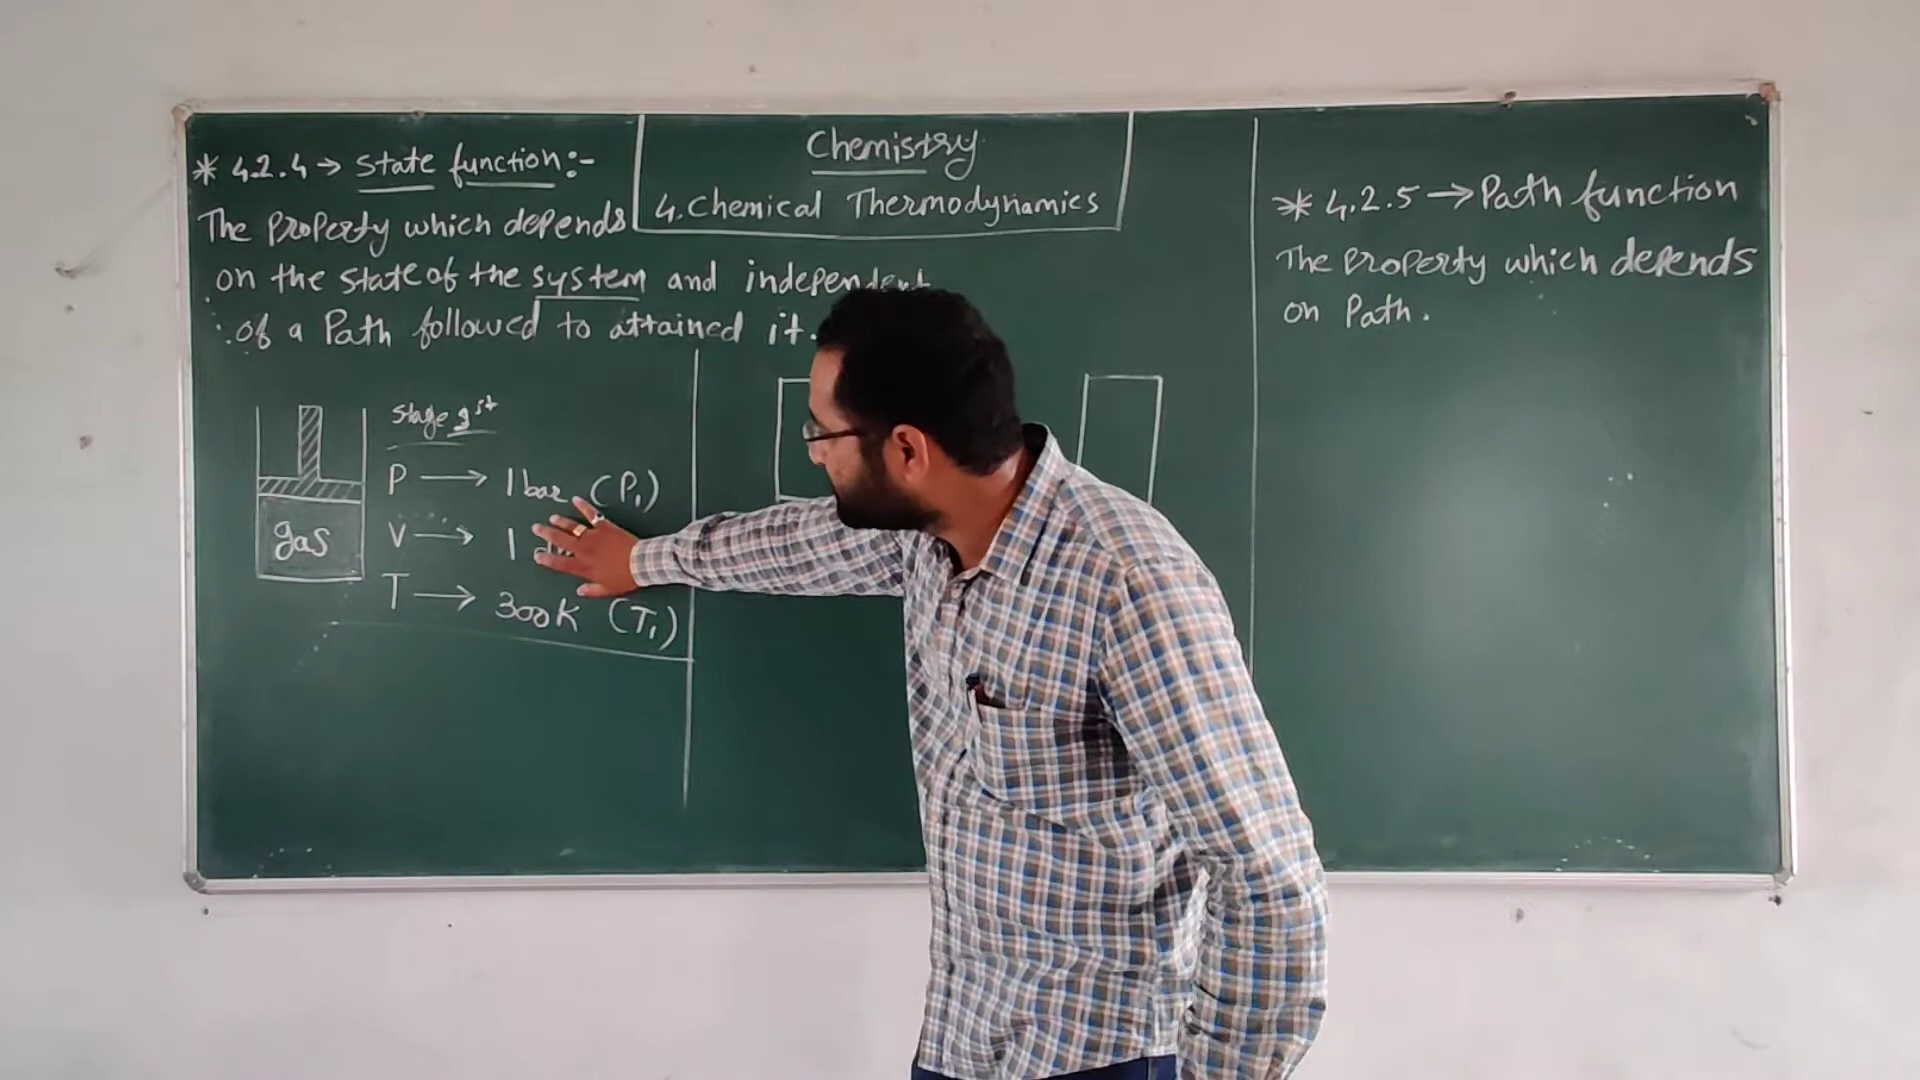 Chemistry
4. Chemical Thermodynamics
* 4.2.4 → State function :-
The Property which depends
on the state of the system and independent
of a Path followed to attained it.
Stage 1st
P → 1 bar (P₁)
V → 1
T → 300K (T₁)
gas
* 4.2.5 → Path function
The Property which depends
on Path.